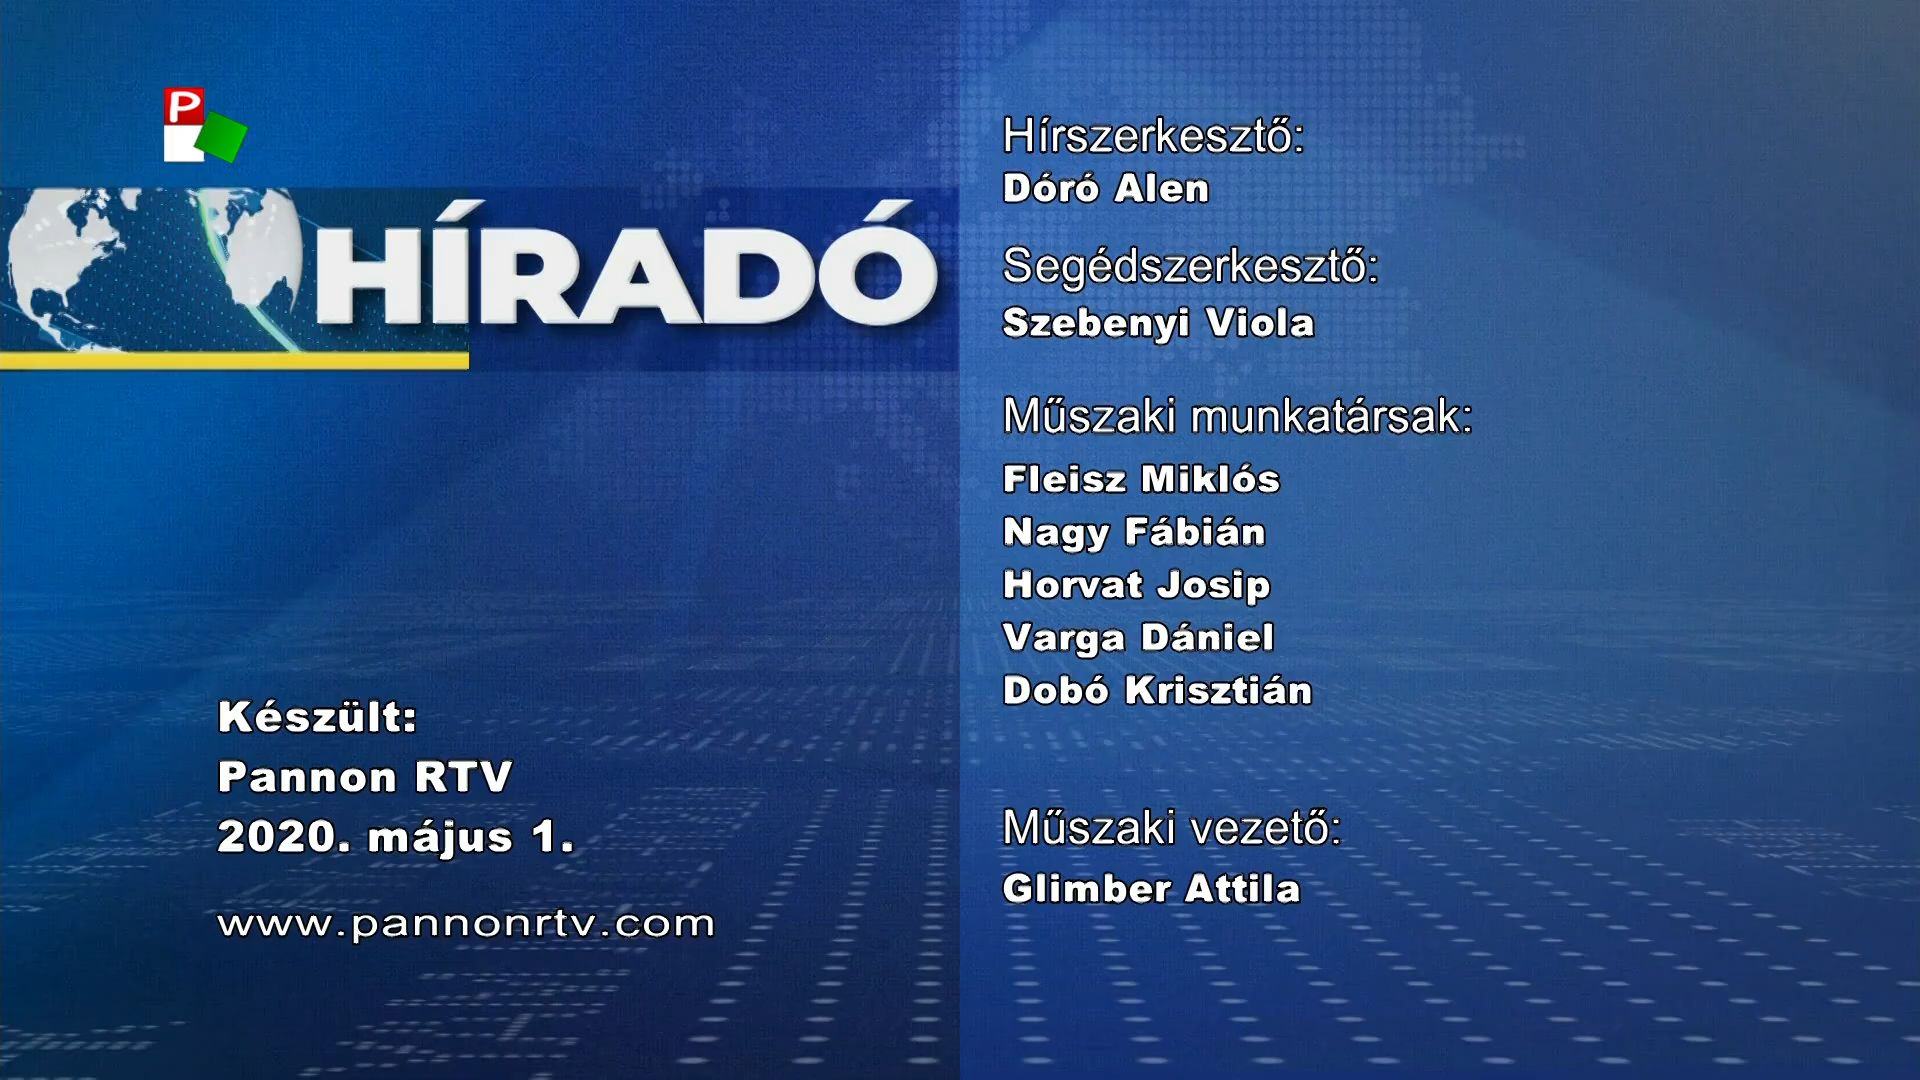 P
HÍRADÓ
Készült:
Pannon RTV
2020. május 1.
www.pannonrtv.com
Hírszerkesztő:
Dóró Alen
Segédszerkesztő:
Szebenyi Viola
Műszaki munkatársak:
Fleisz Miklós
Nagy Fábián
Horvat Josip
Varga Dániel
Dobó Krisztián
Műszaki vezető:
Glimber Attila